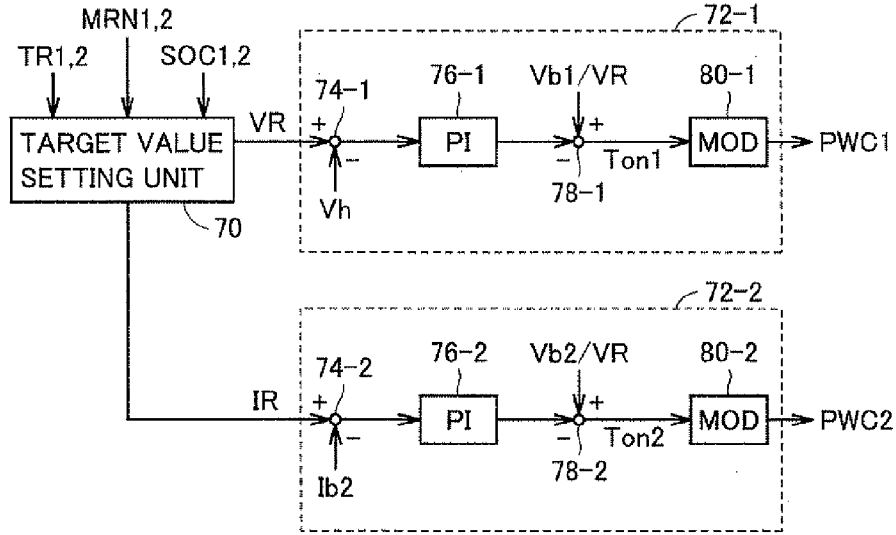 MRN1,2
TR1,2
SOC1,2
TARGET VALUE
SETTING UNIT
70
VR
+
-
74-1
Vh
76-1
PI
Vb1/VR
+
-
78-1
Ton1
80-1
MOD
72-1
PWC1
IR
+
-
74-2
Ib2
76-2
PI
Vb2/VR
+
-
78-2
Ton2
80-2
MOD
72-2
PWC2